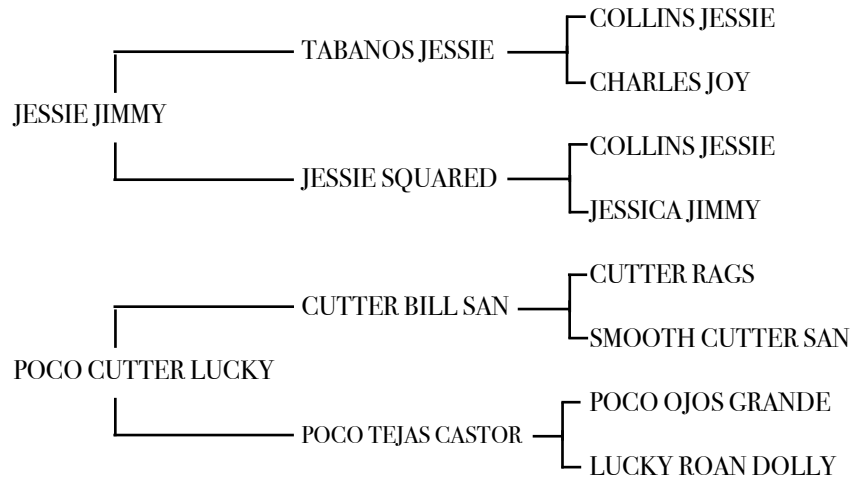 COLLINS JESSIE
TABANOS JESSIE
CHARLES JOY
JESSIE JIMMY
COLLINS JESSIE
JESSIE SQUARED
JESSICA JIMMY
CUTTER RAGS
CUTTER BILL SAN
SMOOTH CUTTER SAN
POCO CUTTER LUCKY
POCO OJOS GRANDE
POCO TEJAS CASTOR
LUCKY ROAN DOLLY